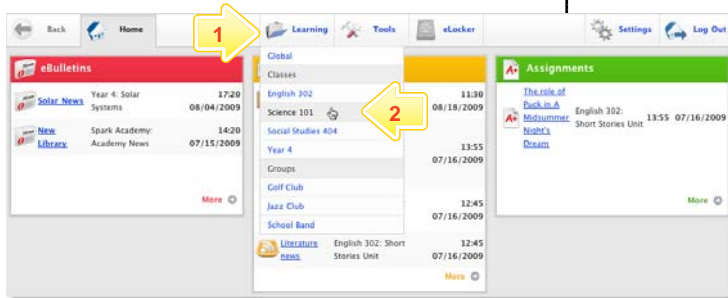 Back
Home
1
Learning
Tools
eLocker
Settings
Log Out
eBulletins
Solar News
Year 4: Solar
Systems
17:20
08/04/2009
New
Library
Spark Academy:
Academy News
14:20
07/15/2009
More
Global
Classes
English 302
Science 101
2
Social Studies 404
Year 4
Groups
Golf Club
Jazz Club
School Band
11:30
08/18/2009
13:55
07/16/2009
12:45
07/16/2009
Literature
news
English 302: Short
Stories Unit
12:45
07/16/2009
More
A+ Assignments
A+
The role of
Puck in A
Midsummer
Night's
Dream
English 302:
Short Stories Unit
13:55 07/16/2009
More